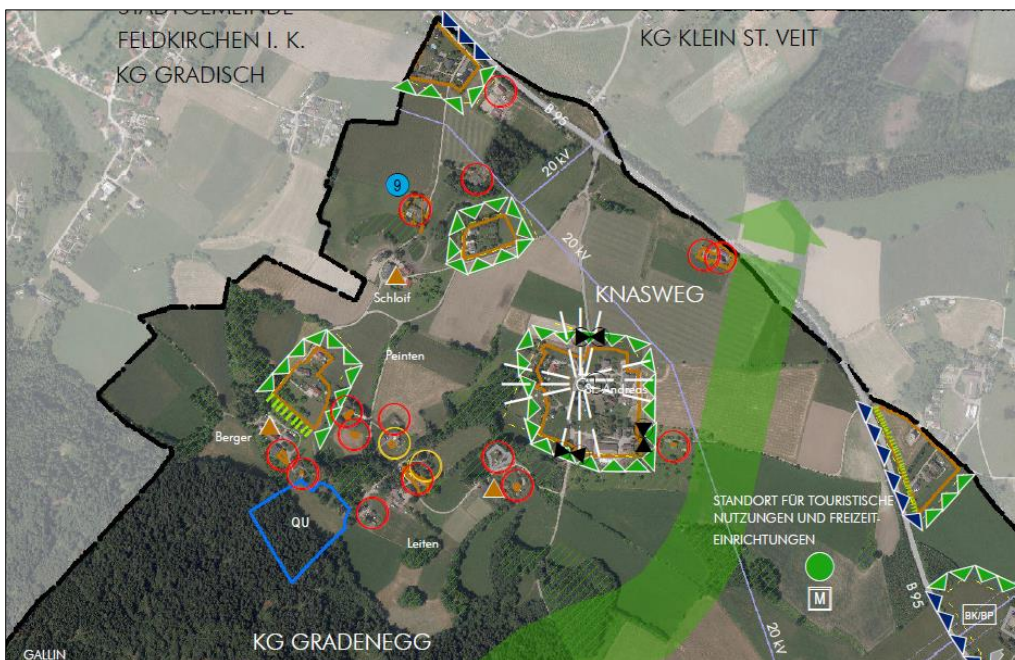 FELDKIRCHEN I. K.
KG GRADISCH
KG KLEIN ST. VEIT
B 95
20 kV
9
20 kV
KNASWEG
Schloif
Peinten
St. Andreas
Berger
QU
Leiten
STANDORT FÜR TOURISTISCHE
NUTZUNGEN UND FREIZEIT-
EINRICHTUNGEN
M
B 95
BK/BP
20 kV
KG GRADENEGG
GALLIN